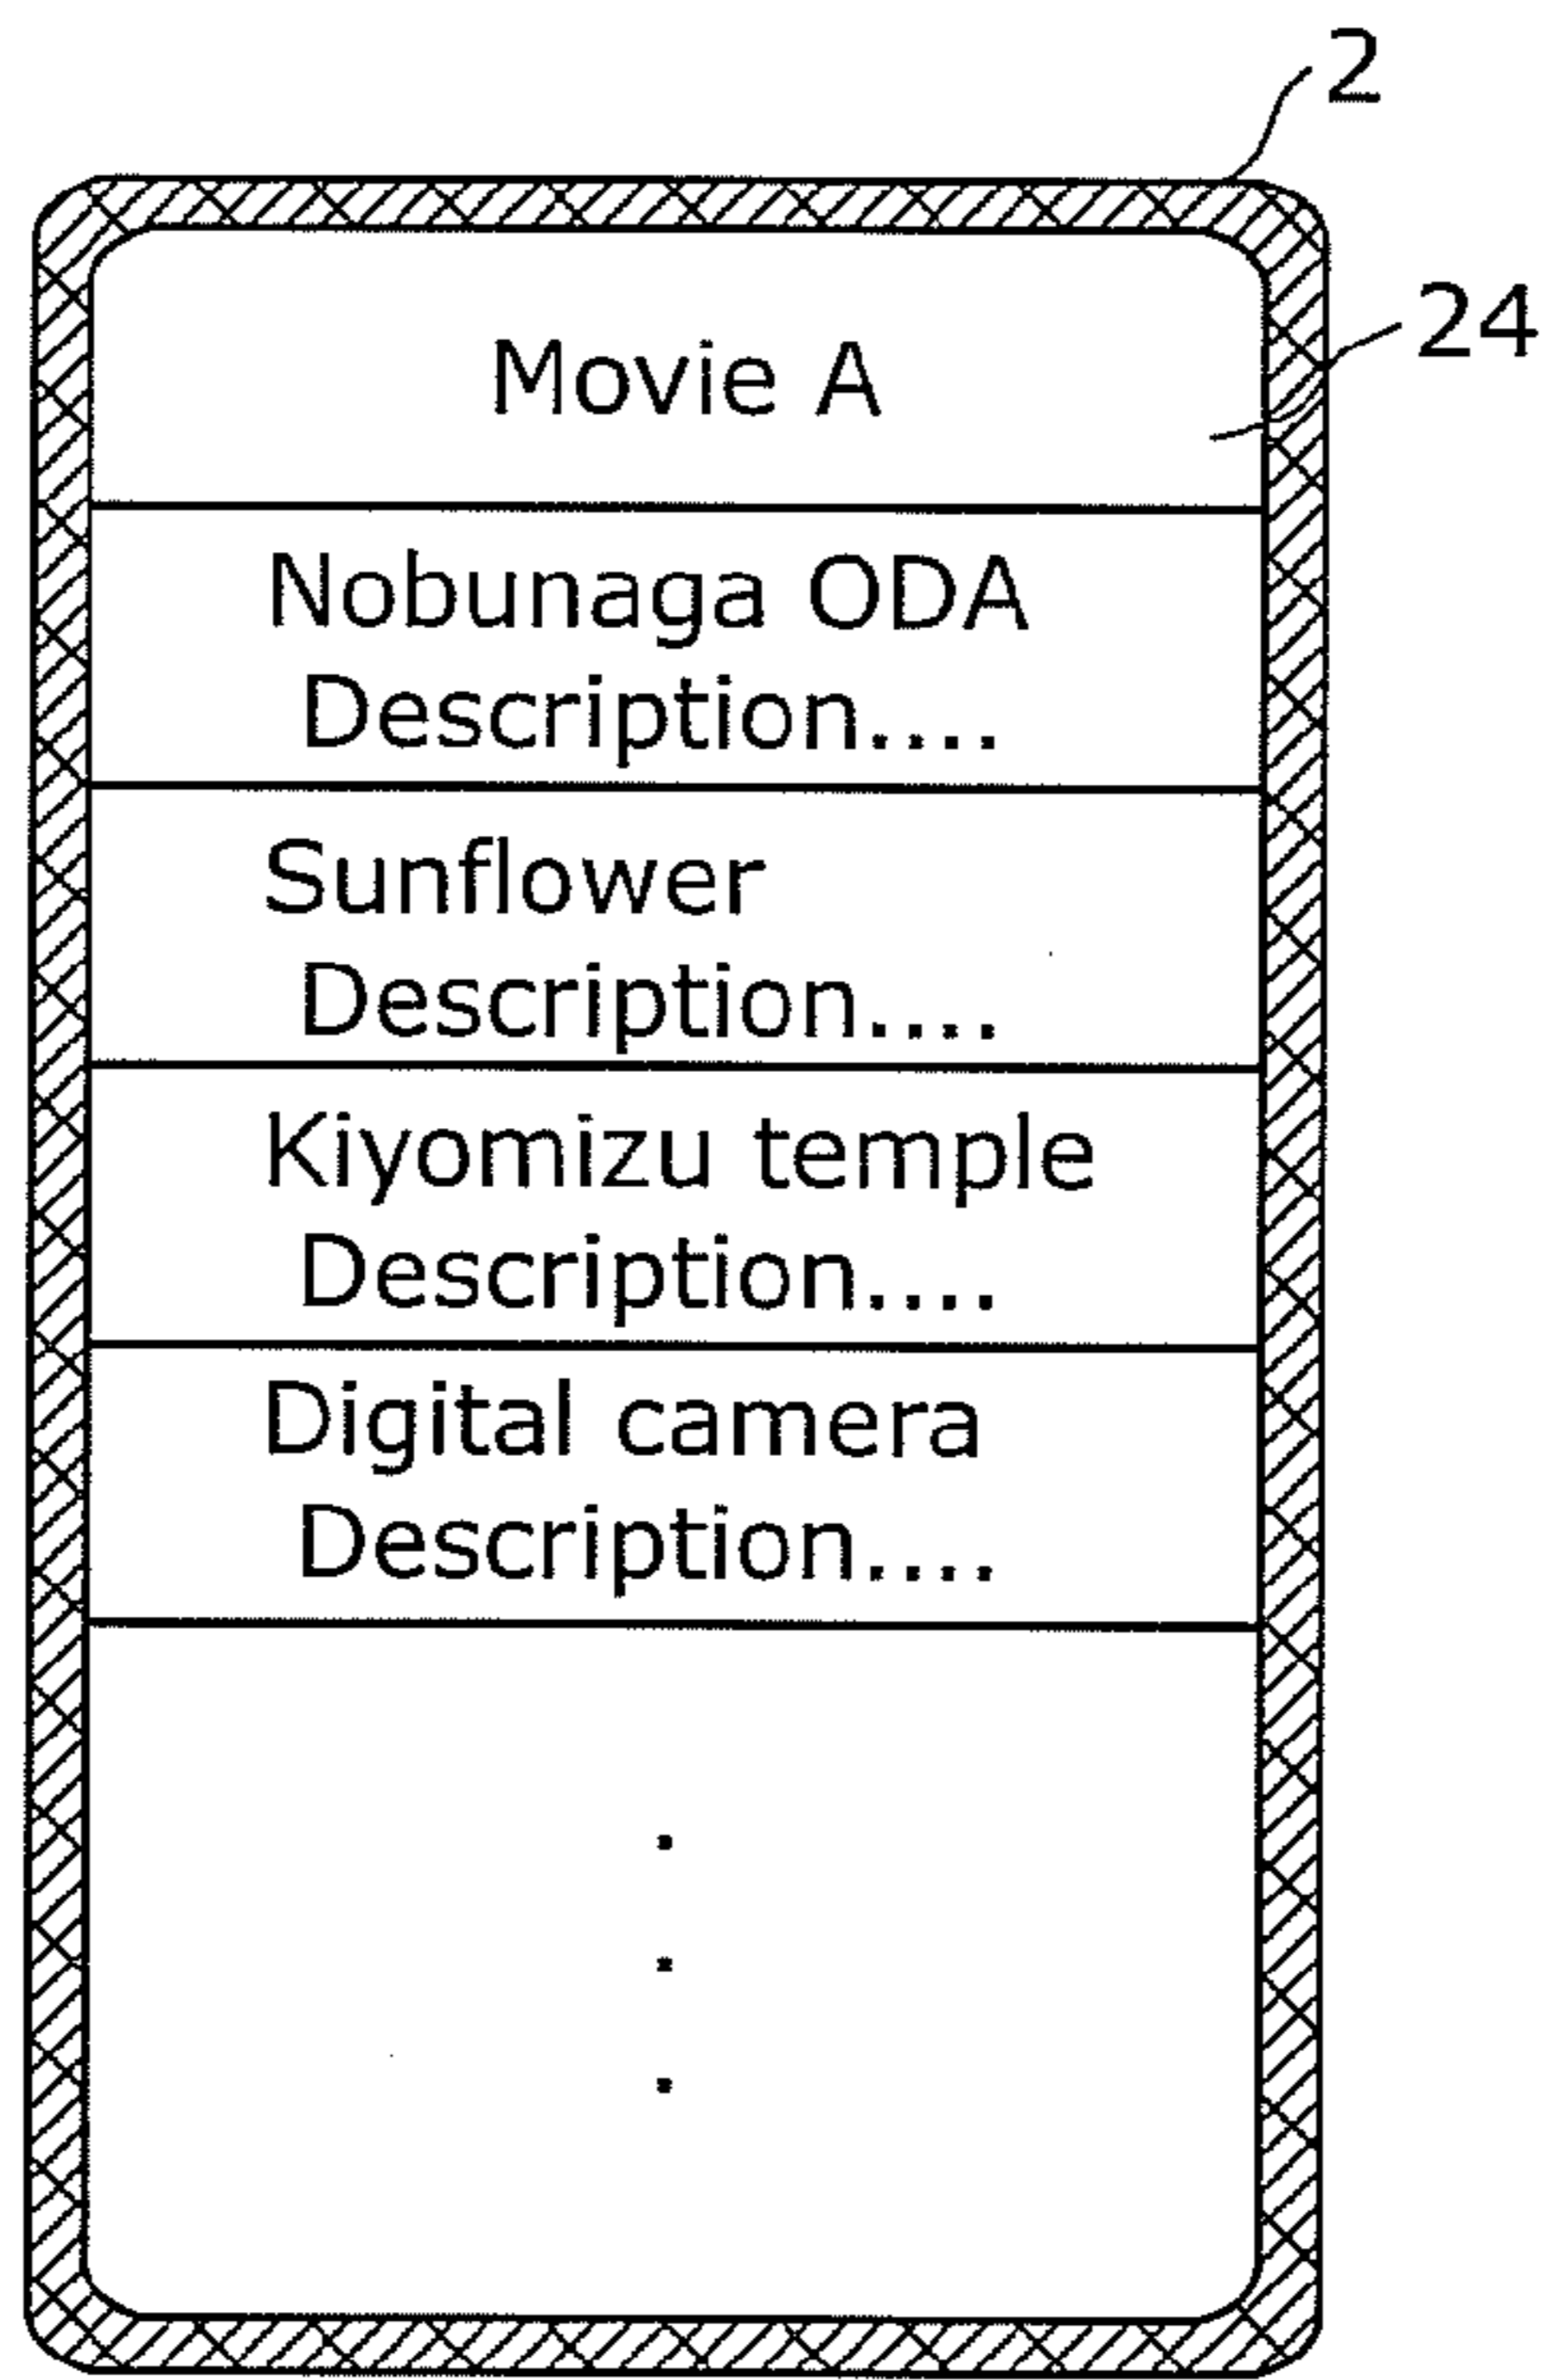 2
24
Movie A
Nobunaga ODA
Description....
Sunflower
Description....
Kiyomizu temple
Description....
Digital camera
Description....